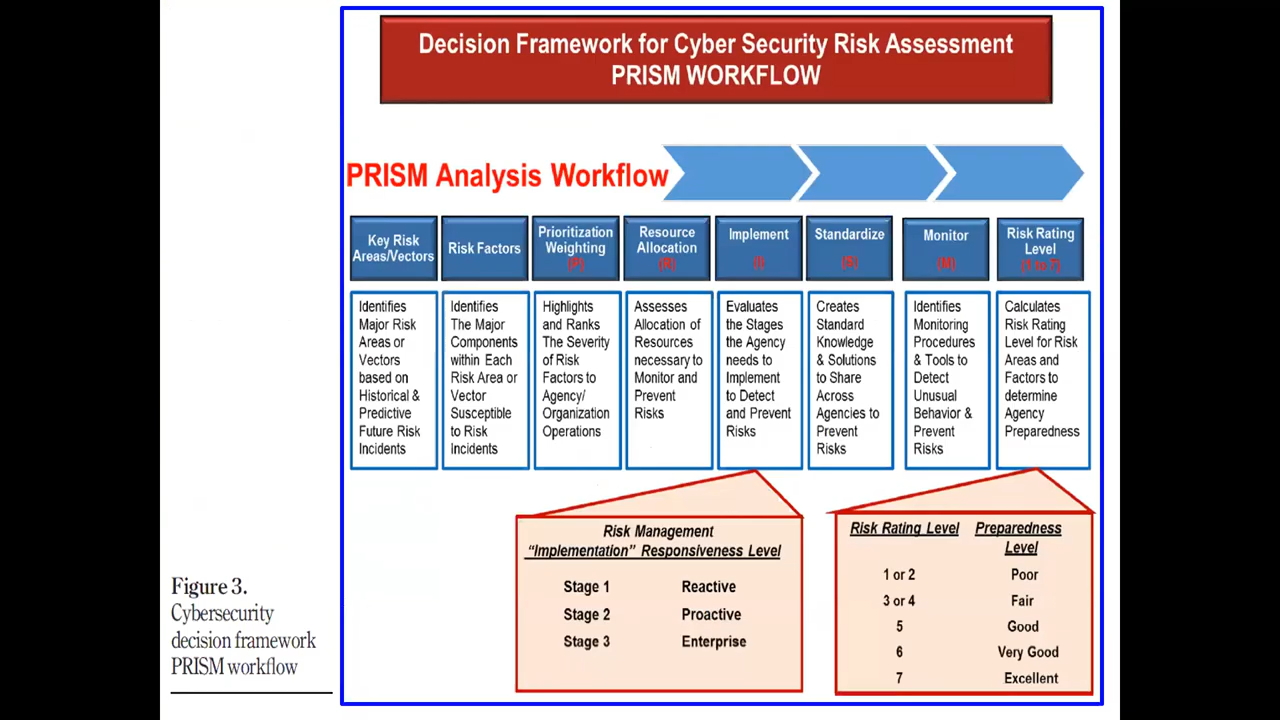 Decision Framework for Cyber Security Risk Assessment
PRISM WORKFLOW
PRISM Analysis Workflow
Key Risk
Areas/Vectors
Risk Factors
Prioritization
Weighting
(P)
Resource
Allocation
(R)
Implement
(I)
Standardize
(S)
Monitor
(M)
Risk Rating
Level
(1 to 7)
Identifies
Major Risk
Areas or
Vectors
based on
Historical &
Predictive
Future Risk
Incidents
Identifies
The Major
Components
within Each
Risk Area or
Vector
Susceptible
to Risk
Incidents
Highlights
and Ranks
The Severity
of Risk
Factors to
Agency/
Organization
Operations
Assesses
Allocation of
Resources
necessary to
Monitor and
Prevent
Risks
Evaluates
the Stages
the Agency
needs to
Implement
to Detect
and Prevent
Risks
Creates
Standard
Knowledge
& Solutions
to Share
Across
Agencies to
Prevent
Risks
Identifies
Monitoring
Procedures
& Tools to
Detect
Unusual
Behavior &
Prevent
Risks
Calculates
Risk Rating
Level for Risk
Areas and
Factors to
determine
Agency
Preparedness
Risk Management
“Implementation” Responsiveness Level
Stage 1 Reactive
Stage 2 Proactive
Stage 3 Enterprise
Risk Rating Level Preparedness
Level
1 or 2 Poor
3 or 4 Fair
5 Good
6 Very Good
7 Excellent
Figure 3.
Cybersecurity
decision framework
PRISM workflow